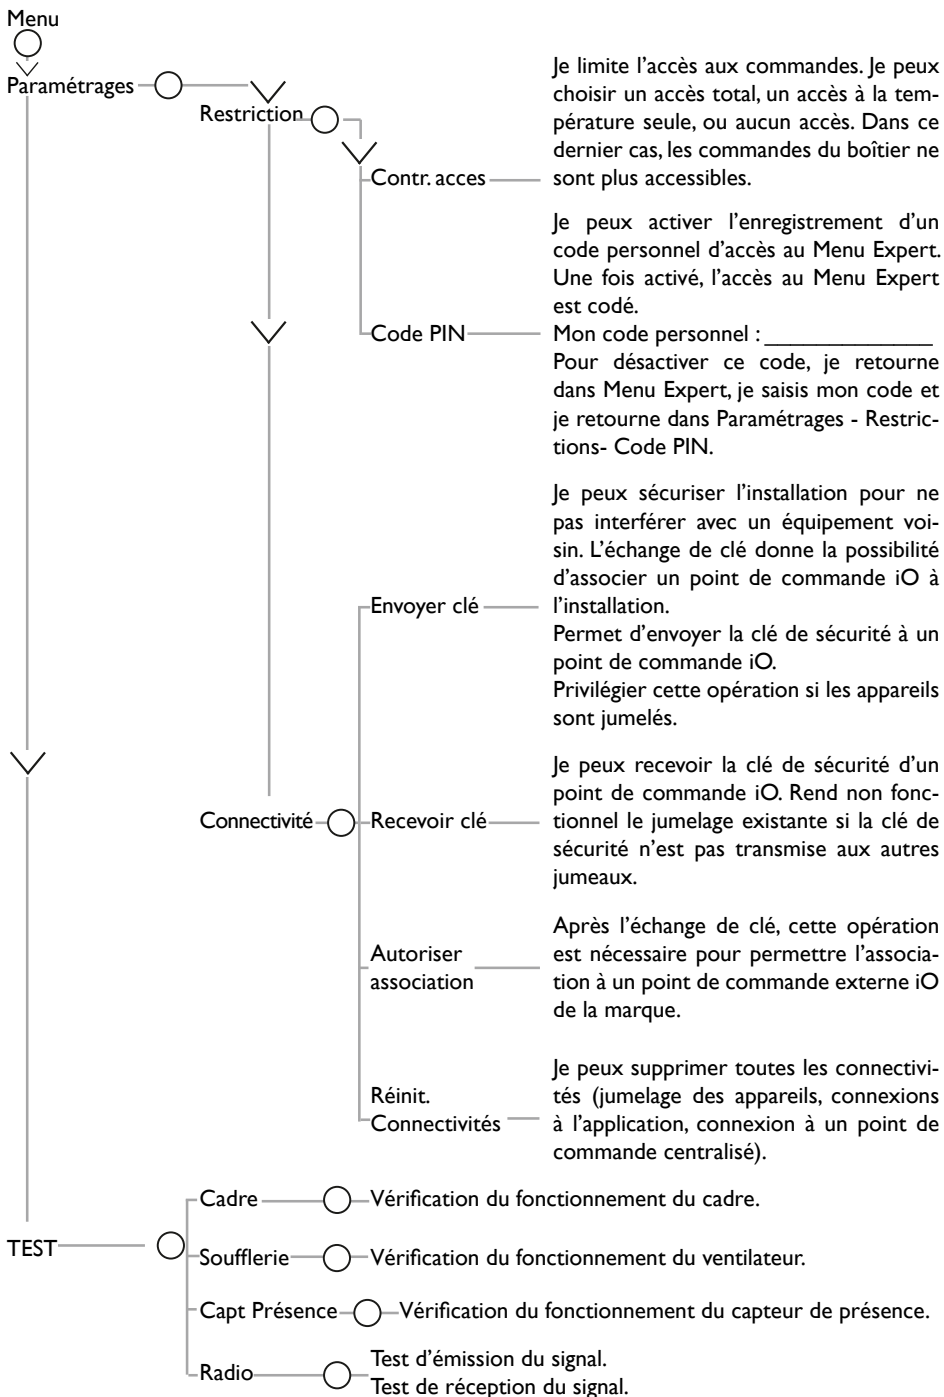 Menu
Paramétrages
Restriction
Contr. acces
Je limite l'accès aux commandes. Je peux
choisir un accès total, un accès à la tem-
pérature seule, ou aucun accès. Dans ce
dernier cas, les commandes du boîtier ne
sont plus accessibles.
Code PIN
Je peux activer l'enregistrement d'un
code personnel d'accès au Menu Expert.
Une fois activé, l'accès au Menu Expert
est codé.
Mon code personnel : _____________
Pour désactiver ce code, je retourne
dans Menu Expert, je saisis mon code et
je retourne dans Paramétrages - Restric-
tions- Code PIN.
Connectivité
Envoyer clé
Je peux sécuriser l'installation pour ne
pas interférer avec un équipement voi-
sin. L'échange de clé donne la possibilité
d'associer un point de commande iO à
l'installation.
Permet d'envoyer la clé de sécurité à un
point de commande iO.
Privilégier cette opération si les appareils
sont jumelés.
Recevoir clé
Je peux recevoir la clé de sécurité d'un
point de commande iO. Rend non fonc-
tionnel le jumelage existante si la clé de
sécurité n'est pas transmise aux autres
jumeaux.
Autoriser
association
Après l'échange de clé, cette opération
est nécessaire pour permettre l'associa-
tion à un point de commande externe iO
de la marque.
Réinit.
Connectivités
Je peux supprimer toutes les connectivi-
tés (jumelage des appareils, connexions
à l'application, connexion à un point de
commande centralisé).
TEST
Cadre
Vérification du fonctionnement du cadre.
Soufflerie
Vérification du fonctionnement du ventilateur.
Capt Présence
Vérification du fonctionnement du capteur de présence.
Radio
Test d'émission du signal.
Test de réception du signal.